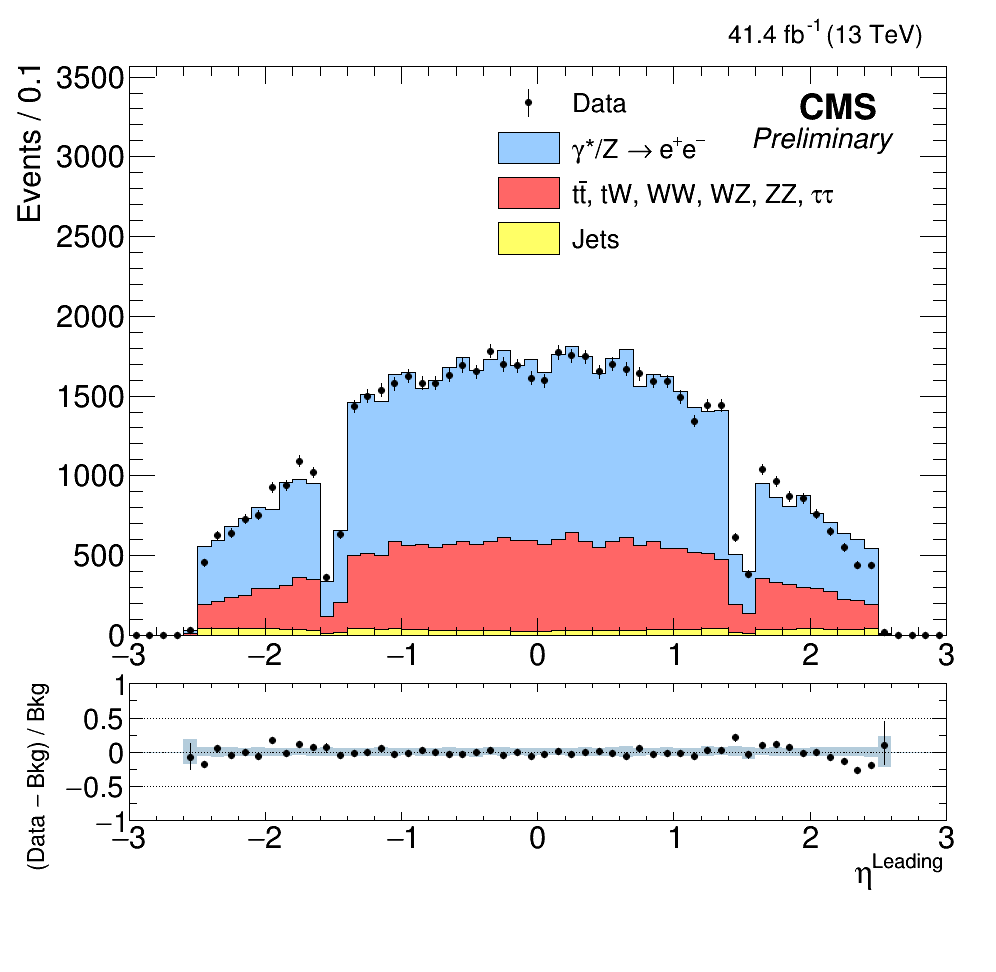 41.4 fb⁻¹ (13 TeV)
Events / 0.1
3500
3000
2500
2000
1500
1000
500
0
CMS
Preliminary
Data
γ*/Z → e⁺e⁻
tt̄, tW, WW, WZ, ZZ, ττ
Jets
−3 −2 −1 0 1 2 3
(Data − Bkg) / Bkg
1
0.5
0
−0.5
−1
−3 −2 −1 0 1 2 3
η^Leading